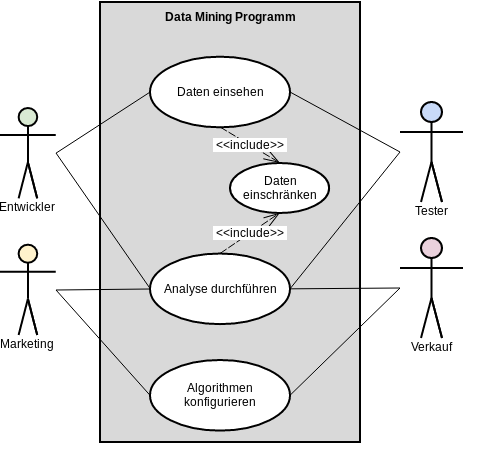 Data Mining Programm
Daten einsehen
<<include>>
Daten
einschränken
Entwickler
Tester
<<include>>
Analyse durchführen
Marketing
Verkauf
Algorithmen
konfigurieren